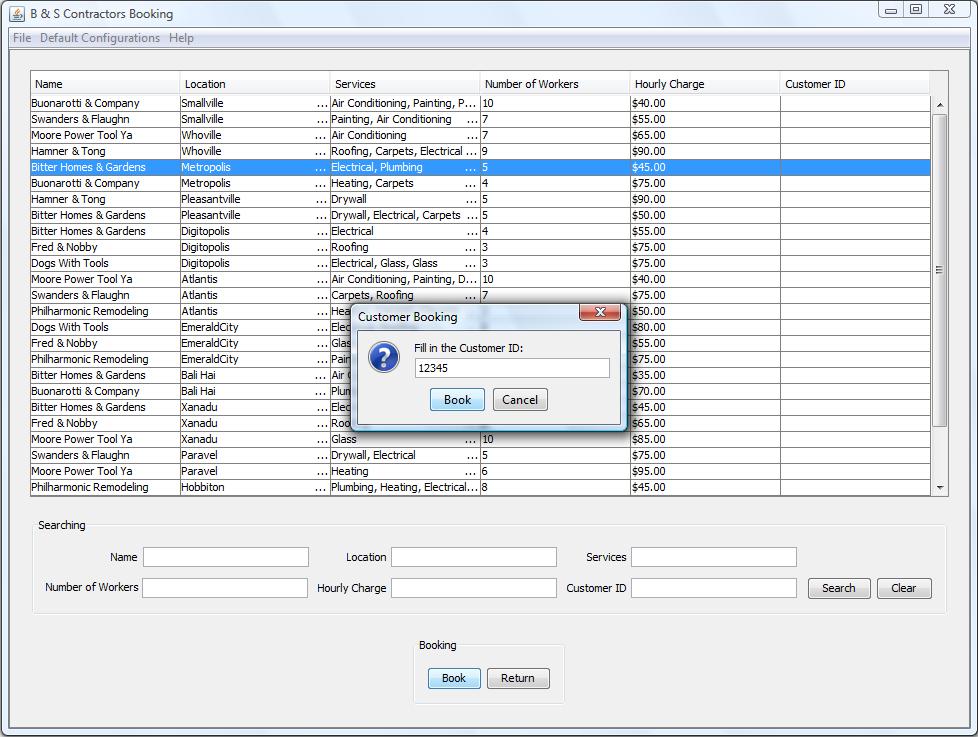 B & S Contractors Booking
File Default Configurations Help
Name Location Services Number of Workers Hourly Charge Customer ID
Buonarotti & Company Smallville ... Air Conditioning, Painting, P... 10 $40.00
Swanders & Flaughn Smallville ... Painting, Air Conditioning ... 7 $55.00
Moore Power Tool Ya Whoville ... Air Conditioning ... 7 $65.00
Hamner & Tong Whoville ... Roofing, Carpets, Electrical ... 9 $90.00
Bitter Homes & Gardens Metropolis ... Electrical, Plumbing ... 5 $45.00
Buonarotti & Company Metropolis ... Heating, Carpets ... 4 $75.00
Hamner & Tong Pleasantville ... Drywall ... 5 $90.00
Bitter Homes & Gardens Pleasantville ... Drywall, Electrical, Carpets ... 5 $50.00
Bitter Homes & Gardens Digitopolis ... Electrical ... 4 $55.00
Fred & Nobby Digitopolis ... Roofing ... 3 $75.00
Dogs With Tools Digitopolis ... Electrical, Glass, Glass ... 3 $75.00
Moore Power Tool Ya Atlantis ... Air Conditioning, Painting, D... 10 $40.00
Swanders & Flaughn Atlantis ... Carpets, Roofing ... 7 $75.00
Philharmonic Remodeling Atlantis ... Hea $50.00
Dogs With Tools EmeraldCity ... Elec $80.00
Fred & Nobby EmeraldCity ... Glas $55.00
Philharmonic Remodeling EmeraldCity ... Pain $75.00
Bitter Homes & Gardens Bali Hai ... Air C $35.00
Buonarotti & Company Bali Hai ... Plum $70.00
Bitter Homes & Gardens Xanadu ... Elec $45.00
Fred & Nobby Xanadu ... Roo $65.00
Moore Power Tool Ya Xanadu ... Glass ... 10 $85.00
Swanders & Flaughn Paravel ... Drywall, Electrical ... 5 $75.00
Moore Power Tool Ya Paravel ... Heating ... 6 $95.00
Philharmonic Remodeling Hobbiton ... Plumbing, Heating, Electrical... 8 $45.00
Customer Booking
Fill in the Customer ID:
12345
Book Cancel
Searching
Name Location Services
Number of Workers Hourly Charge Customer ID Search Clear
Booking
Book Return